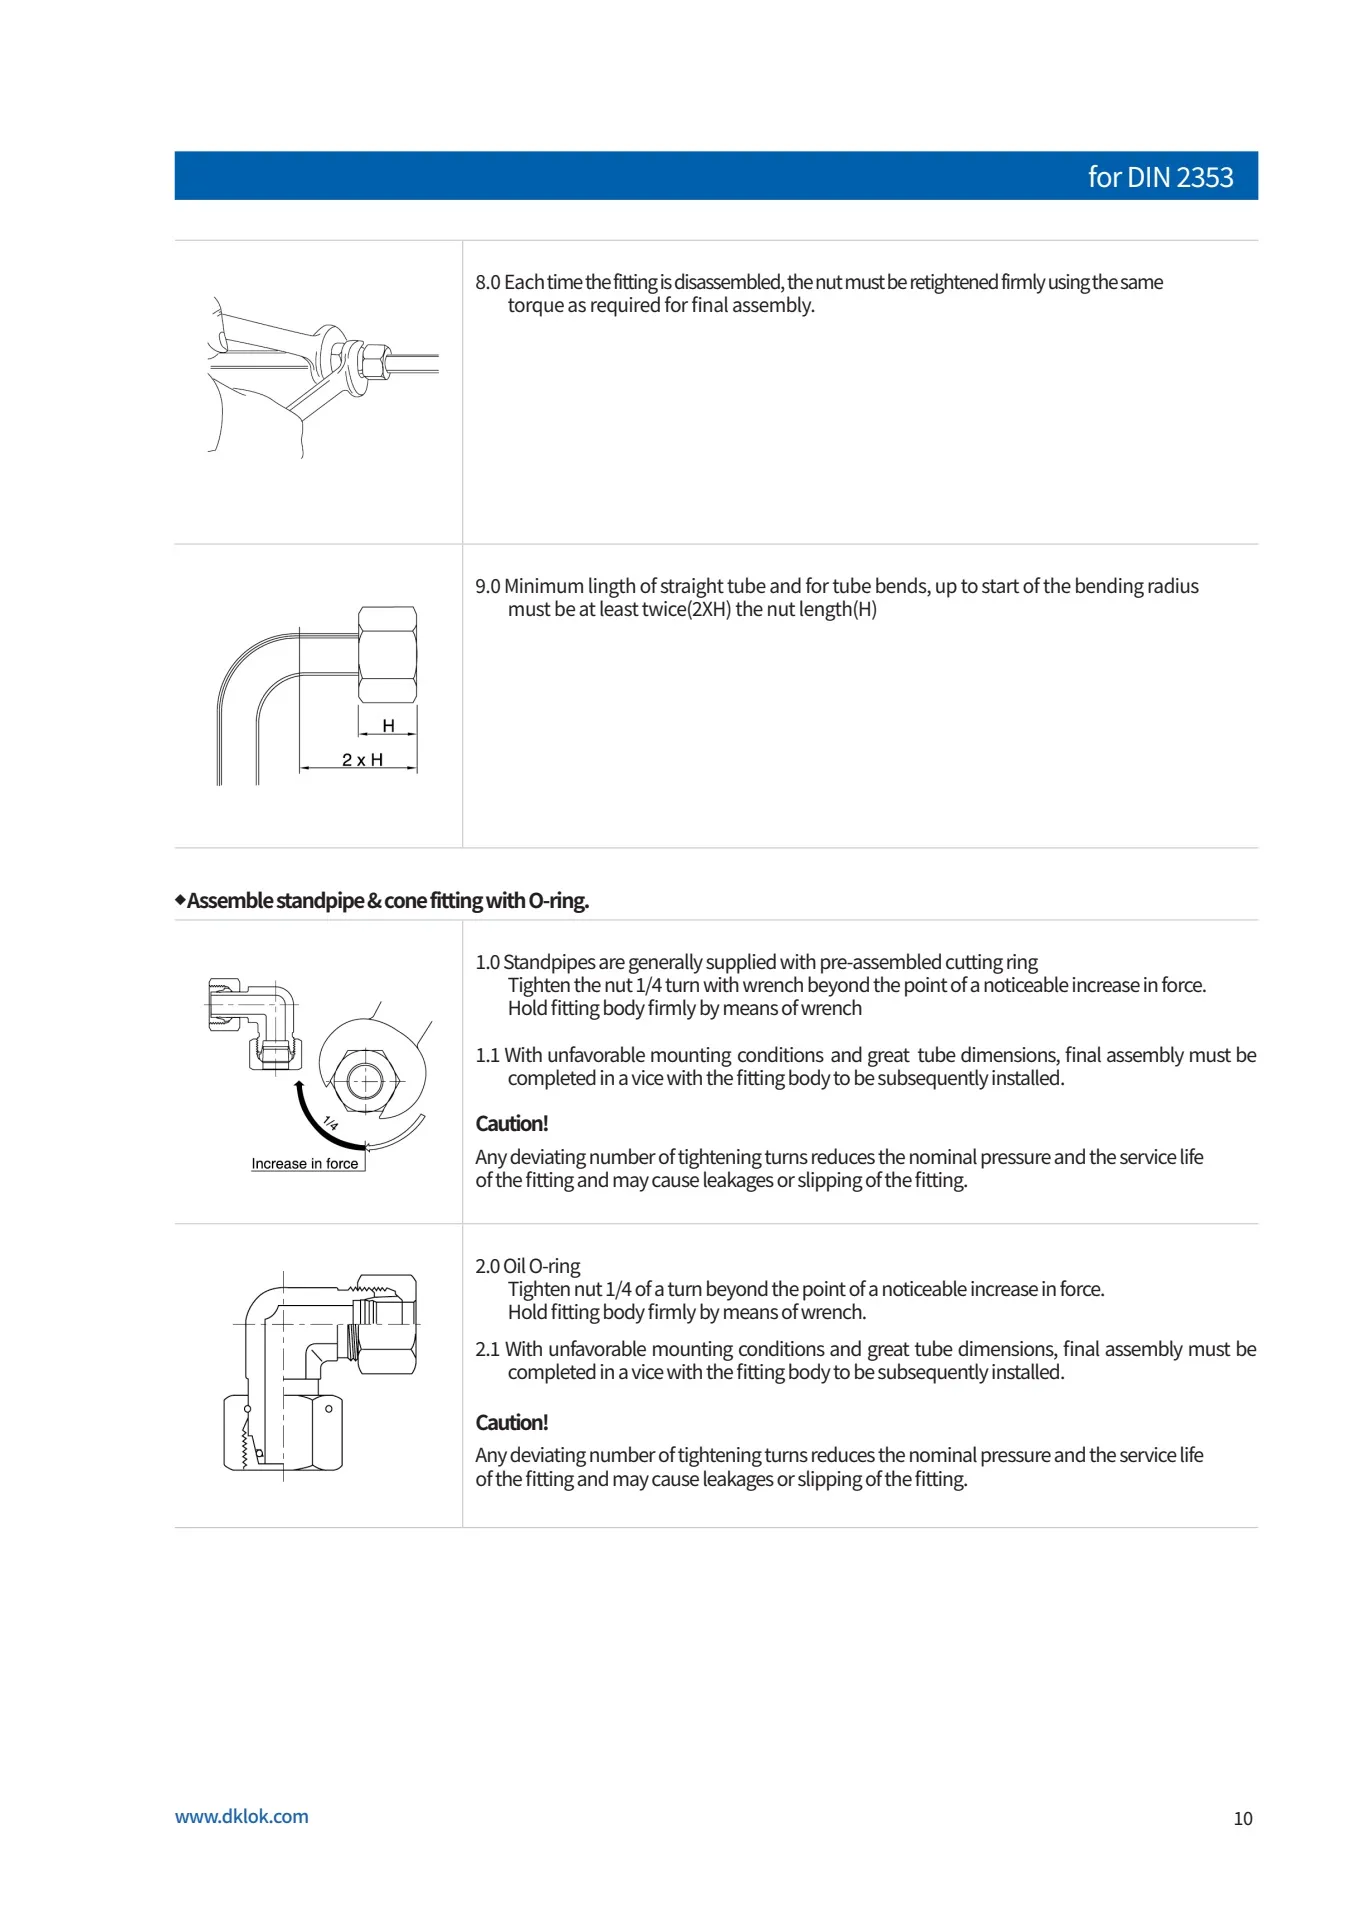 for DIN 2353
8.0 Each time the fitting is disassembled, the nut must be retightened firmly using the same
torque as required for final assembly.
9.0 Minimum lingth of straight tube and for tube bends, up to start of the bending radius
must be at least twice(2XH) the nut length(H)
H
2 x H
◆Assemble standpipe & cone fitting with O-ring.
1.0 Standpipes are generally supplied with pre-assembled cutting ring
Tighten the nut 1/4 turn with wrench beyond the point of a noticeable increase in force.
Hold fitting body firmly by means of wrench
1.1 With unfavorable mounting conditions and great tube dimensions, final assembly must be
completed in a vice with the fitting body to be subsequently installed.
Caution!
Any deviating number of tightening turns reduces the nominal pressure and the service life
of the fitting and may cause leakages or slipping of the fitting.
1/4
Increase in force
2.0 Oil O-ring
Tighten nut 1/4 of a turn beyond the point of a noticeable increase in force.
Hold fitting body firmly by means of wrench.
2.1 With unfavorable mounting conditions and great tube dimensions, final assembly must be
completed in a vice with the fitting body to be subsequently installed.
Caution!
Any deviating number of tightening turns reduces the nominal pressure and the service life
of the fitting and may cause leakages or slipping of the fitting.
www.dklok.com
10